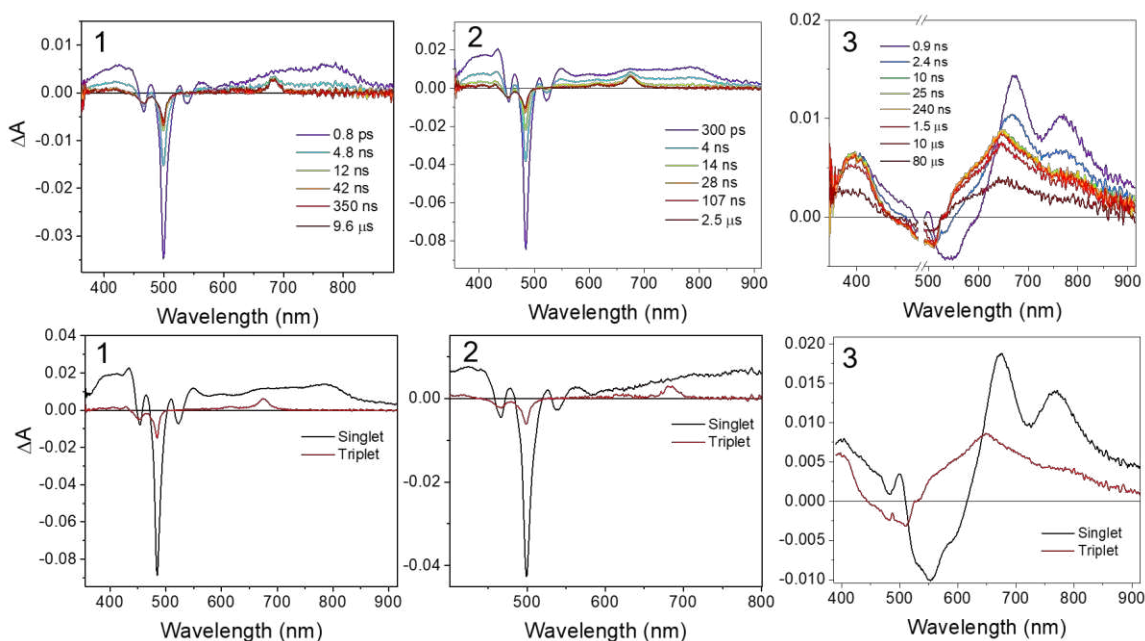 1
0.005
0.000
-0.01
-0.02
-0.03
ΔA
0.8 ps
4.8 ns
12 ns
42 ns
350 ns
9.6 μs
400 500 600 700 800
Wavelength (nm)
2
0.02
0.00
-0.02
-0.04
-0.06
-0.08
300 ps
4 ns
14 ns
28 ns
107 ns
2.5 μs
400 500 600 700 800 900
Wavelength (nm)
3
0.02
0.01
0.00
0.9 ns
2.4 ns
10 ns
25 ns
240 ns
1.5 μs
10 μs
80 μs
400 500 600 700 800 900
Wavelength (nm)
1
0.04
0.02
0.00
-0.02
-0.04
-0.06
-0.08
ΔA
Singlet
Triplet
400 500 600 700 800 900
Wavelength (nm)
2
0.000
-0.02
-0.04
Singlet
Triplet
500 600 700 800
Wavelength (nm)
3
0.020
0.015
0.010
0.005
0.000
-0.005
-0.010
Singlet
Triplet
400 500 600 700 800 900
Wavelength (nm)